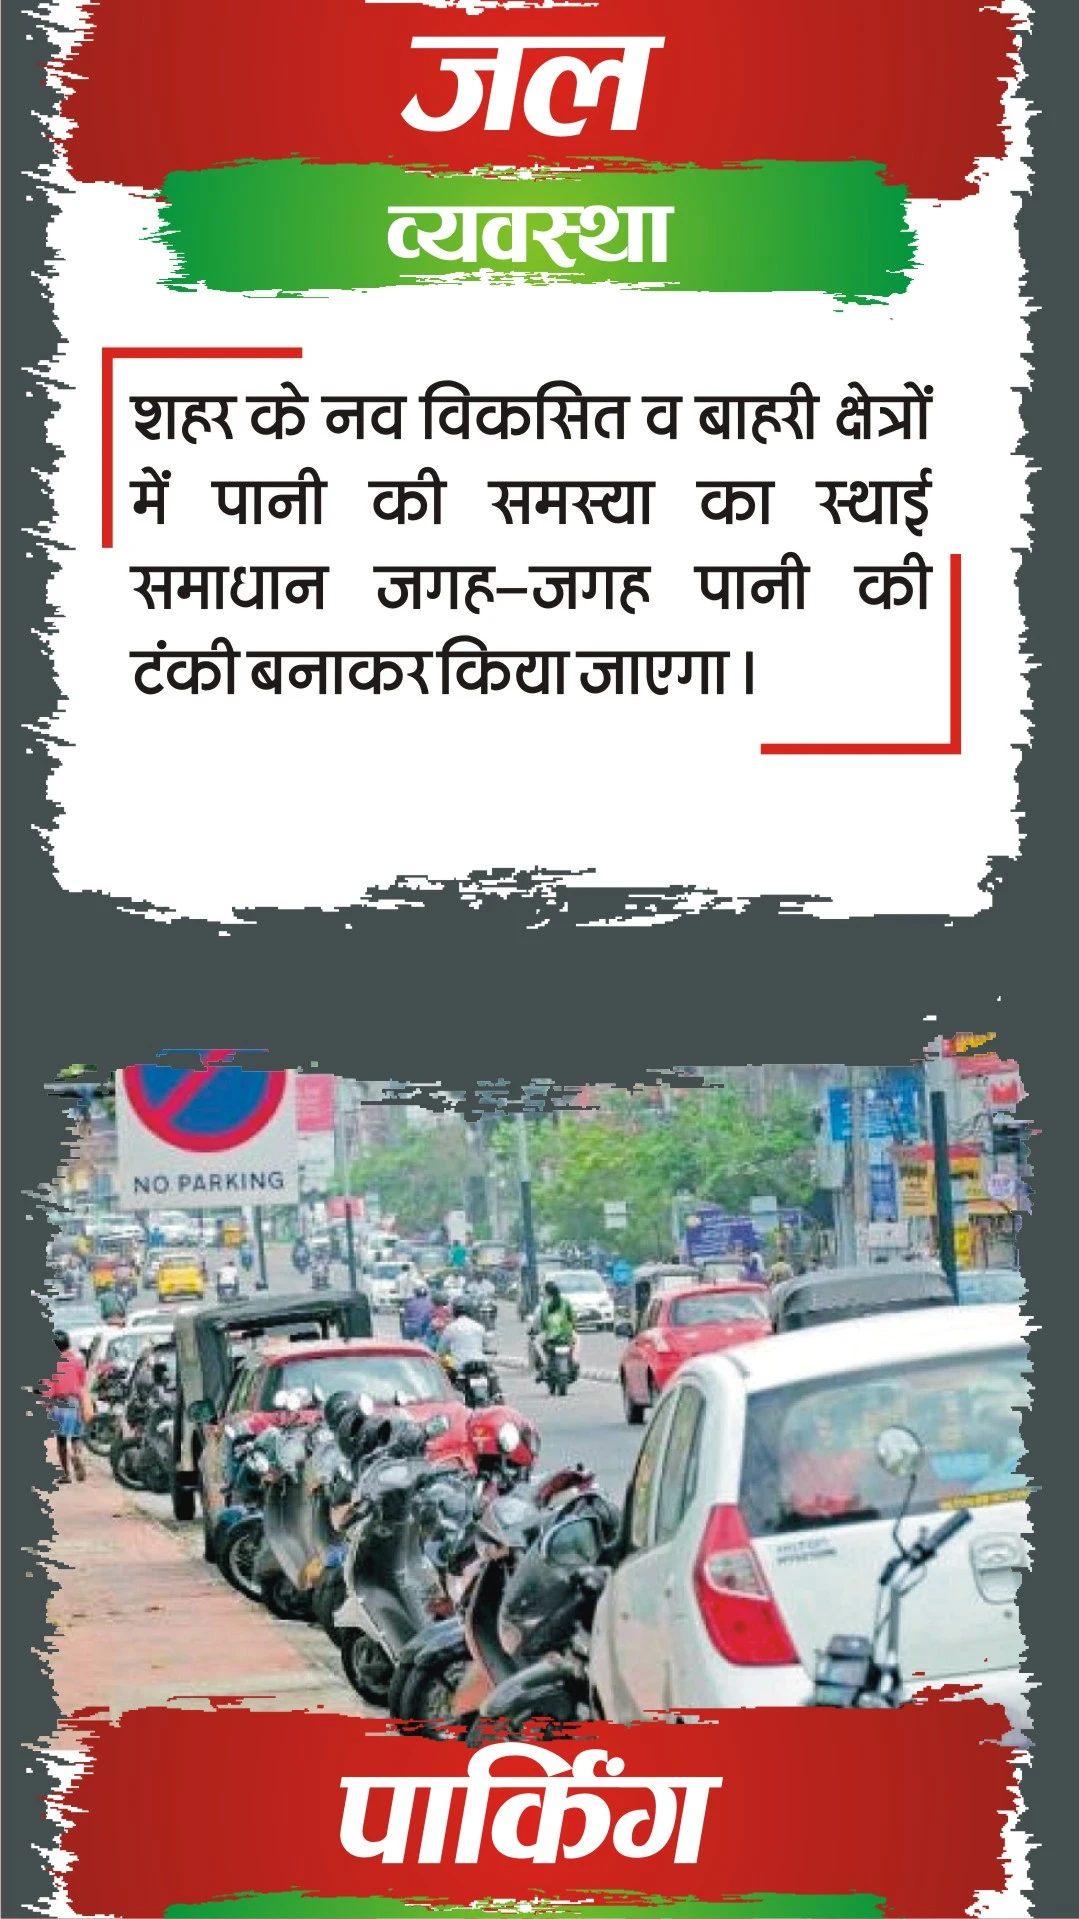 जल
व्यवस्था
शहर के नव विकसित व बाहरी क्षेत्रों
में पानी की समस्या का स्थाई
समाधान जगह–जगह पानी की
टंकी बनाकर किया जाएगा।
NO PARKING
पार्किंग